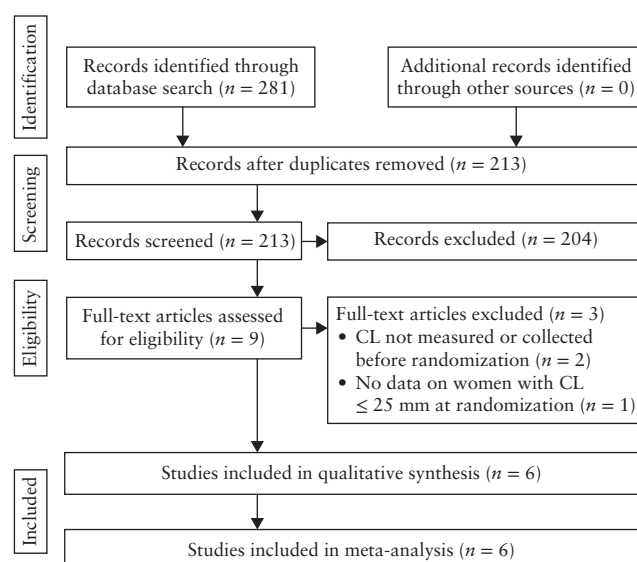 Identification
Records identified through
database search (n = 281)
Additional records identified
through other sources (n = 0)
Records after duplicates removed (n = 213)
Screening
Records screened (n = 213)
Records excluded (n = 204)
Eligibility
Full-text articles assessed
for eligibility (n = 9)
Full-text articles excluded (n = 3)
• CL not measured or collected
before randomization (n = 2)
• No data on women with CL
≤ 25 mm at randomization (n = 1)
Included
Studies included in qualitative synthesis (n = 6)
Studies included in meta-analysis (n = 6)